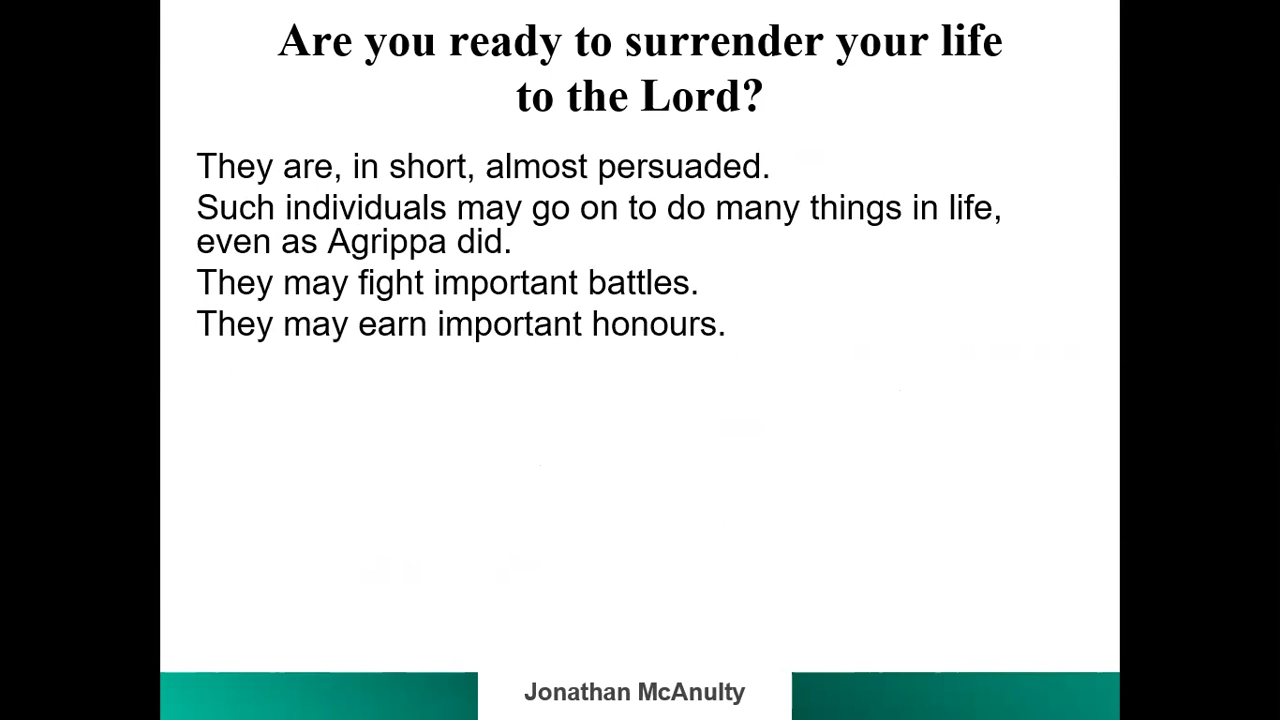 Are you ready to surrender your life
to the Lord?
They are, in short, almost persuaded.
Such individuals may go on to do many things in life,
even as Agrippa did.
They may fight important battles.
They may earn important honours.
Jonathan McAnulty